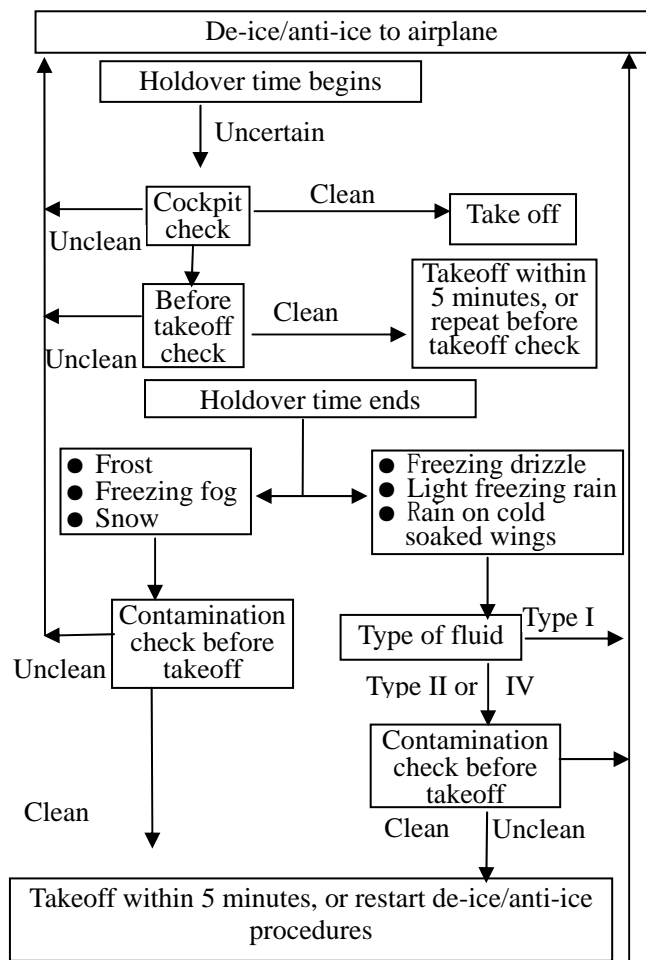 De-ice/anti-ice to airplane
Holdover time begins
Uncertain
Cockpit
check
Clean
Take off
Unclean
Before
takeoff
check
Clean
Takeoff within
5 minutes, or
repeat before
takeoff check
Unclean
Holdover time ends
● Frost
● Freezing fog
● Snow
● Freezing drizzle
● Light freezing rain
● Rain on cold
soaked wings
Contamination
check before
takeoff
Unclean
Type of fluid
Type I
Type II or IV
Contamination
check before
takeoff
Clean
Clean
Unclean
Takeoff within 5 minutes, or restart de-ice/anti-ice
procedures